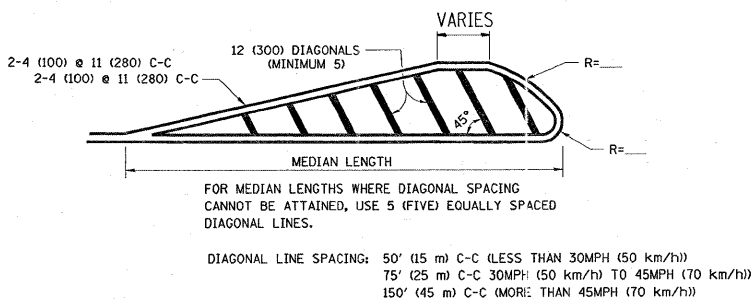 VARIES
12 (300) DIAGONALS
(MINIMUM 5)
2-4 (100) @ 11 (280) C-C
2-4 (100) @ 11 (280) C-C
R=___
45°
R=___
MEDIAN LENGTH
FOR MEDIAN LENGTHS WHERE DIAGONAL SPACING
CANNOT BE ATTAINED, USE 5 (FIVE) EQUALLY SPACED
DIAGONAL LINES.
DIAGONAL LINE SPACING: 50' (15 m) C-C (LESS THAN 30MPH (50 km/h))
75' (25 m) C-C 30MPH (50 km/h) TO 45MPH (70 km/h))
150' (45 m) C-C (MORE THAN 45MPH (70 km/h))